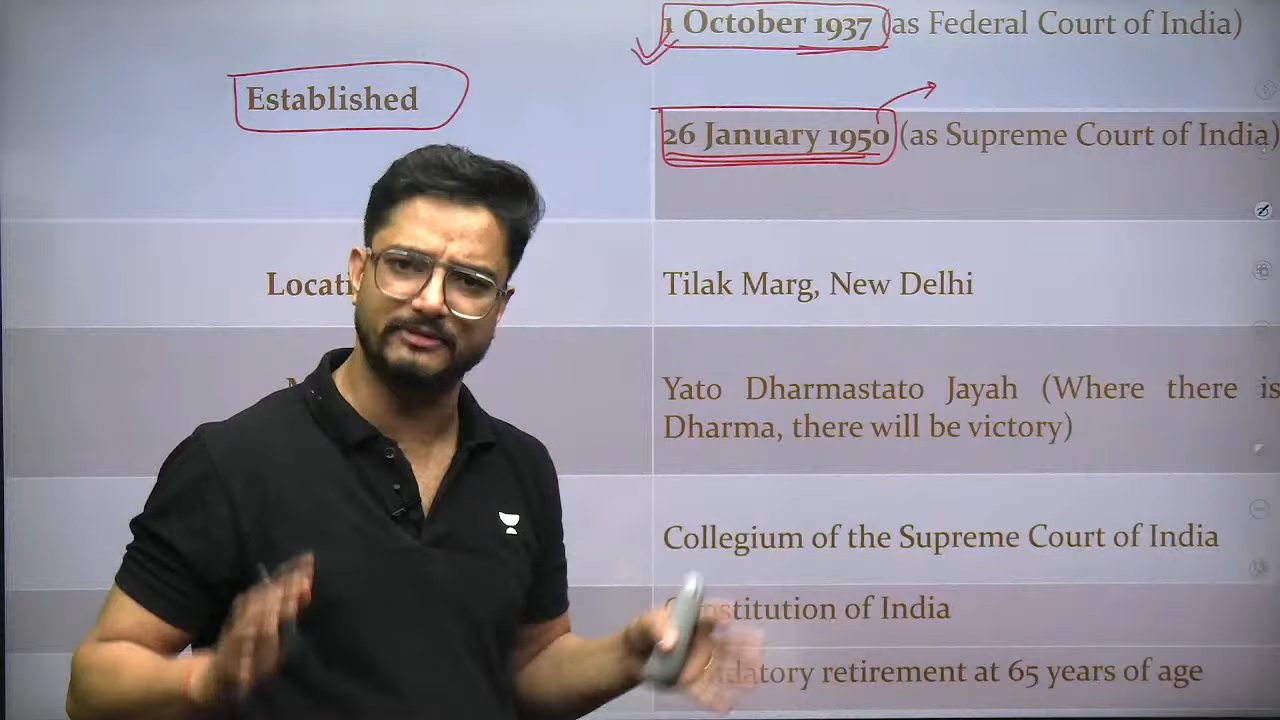 1 October 1937 (as Federal Court of India)
Established
26 January 1950 (as Supreme Court of India)
Tilak Marg, New Delhi
Yato Dharmastato Jayah (Where there is
Dharma, there will be victory)
Collegium of the Supreme Court of India
Constitution of India
retirement at 65 years of age